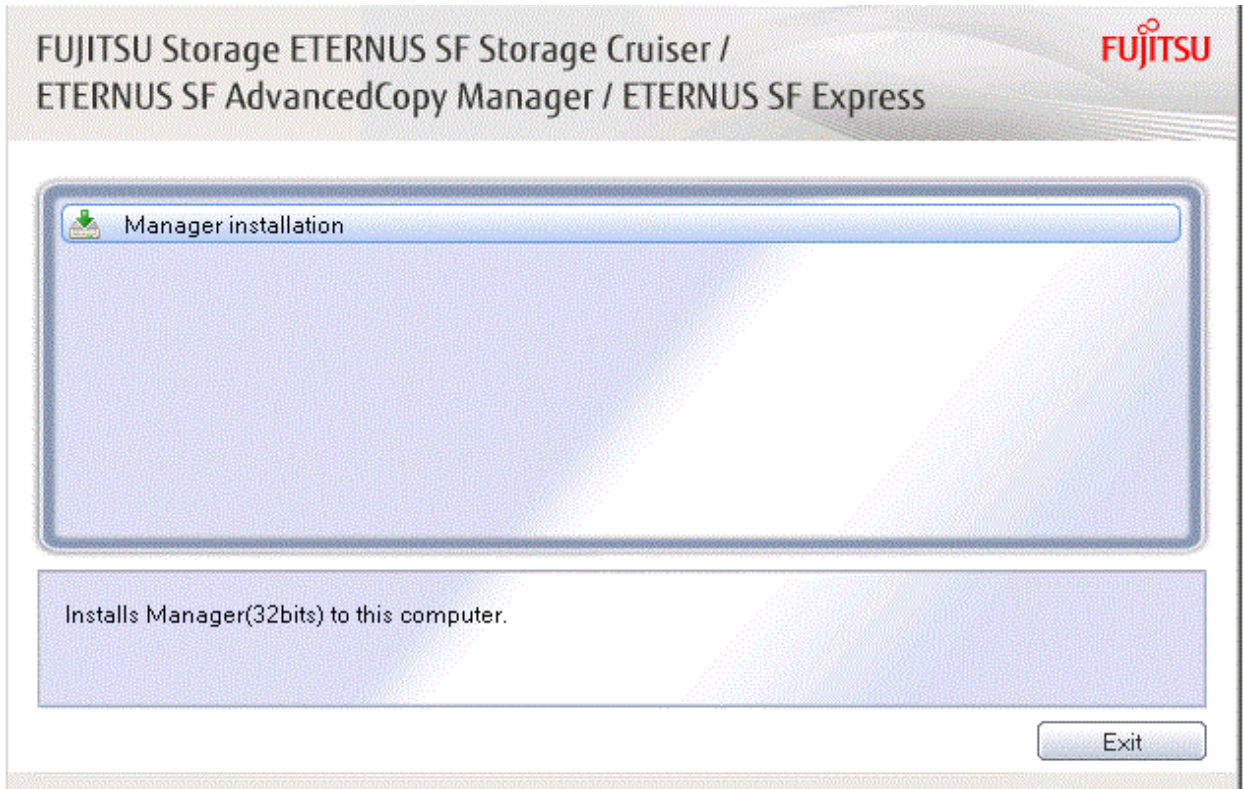 FUJITSU Storage ETERNUS SF Storage Cruiser /
ETERNUS SF AdvancedCopy Manager / ETERNUS SF Express
FUJITSU
Manager installation
Installs Manager(32bits) to this computer.
Exit